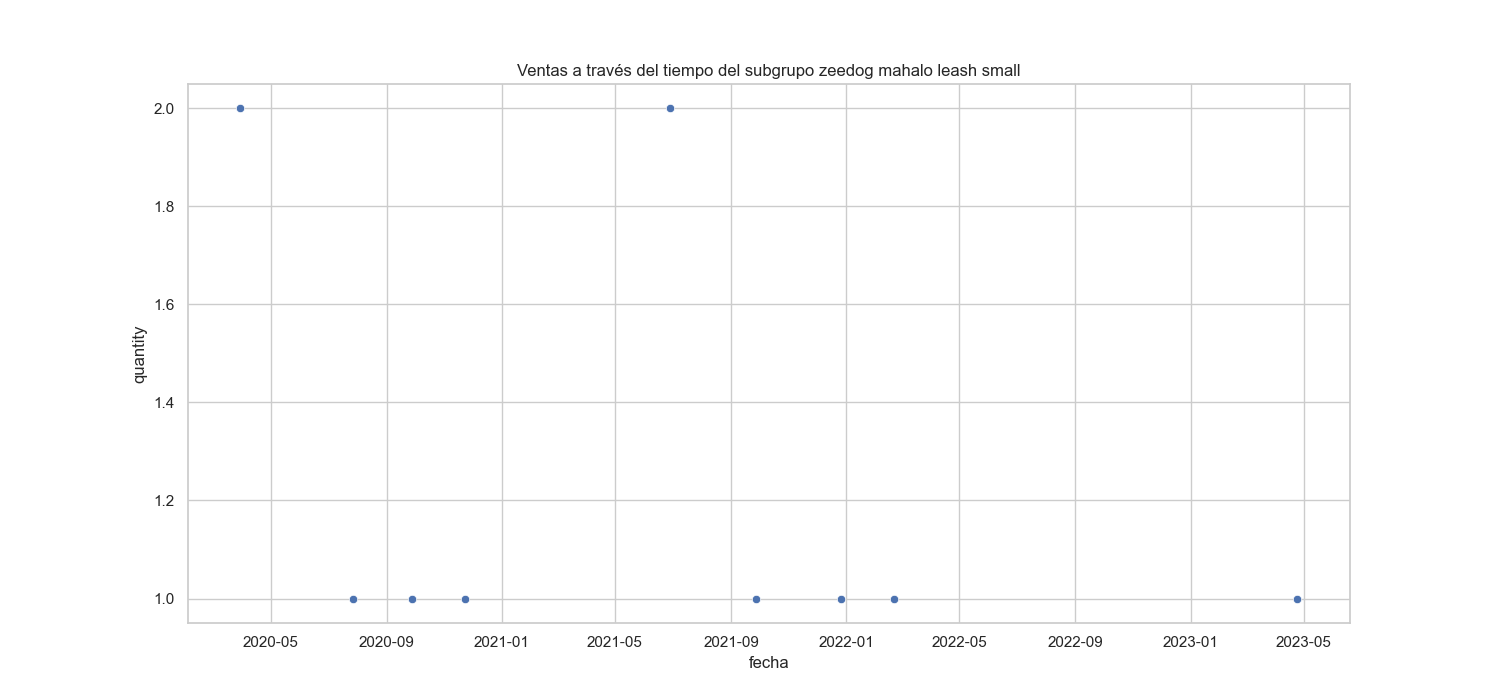 Ventas a través del tiempo del subgrupo zeedog mahalo leash small
2.0
1.8
1.6
1.4
1.2
1.0
quantity
2020-05 2020-09 2021-01 2021-05 2021-09 2022-01 2022-05 2022-09 2023-01 2023-05
fecha